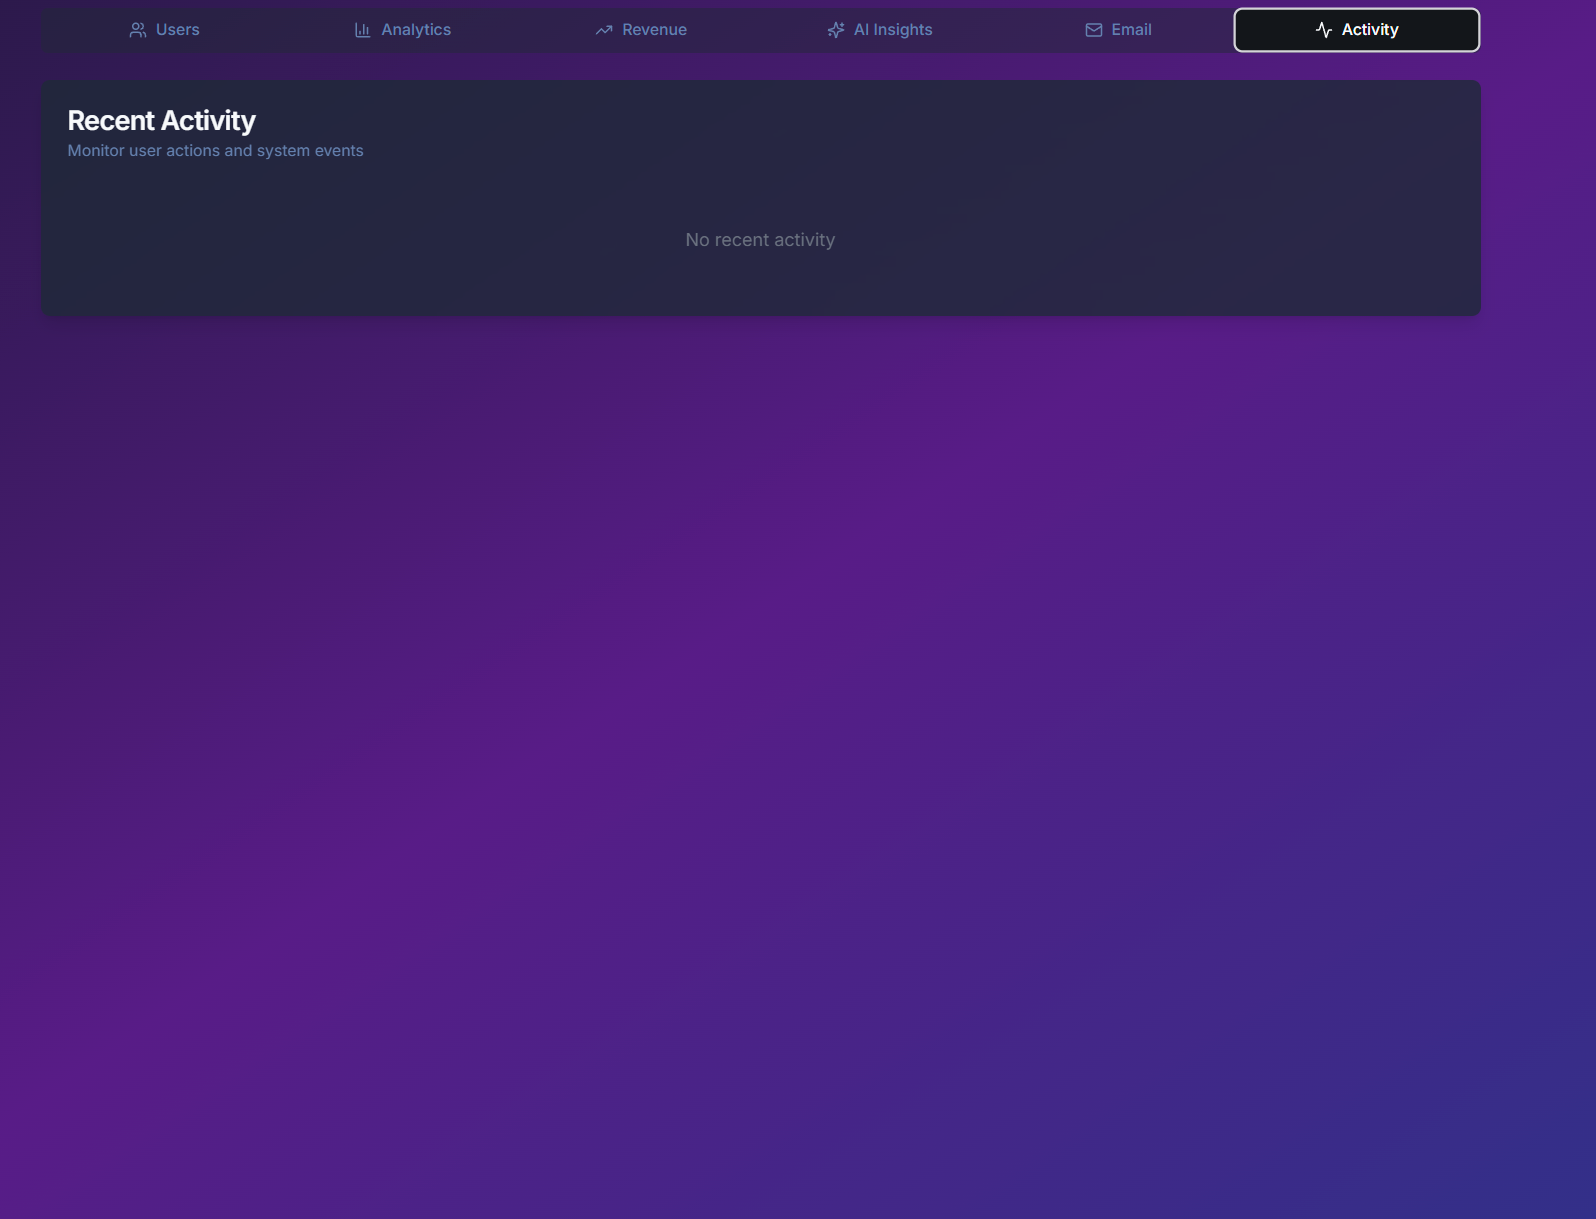 Users
Analytics
Revenue
AI Insights
Email
Activity
Recent Activity
Monitor user actions and system events
No recent activity